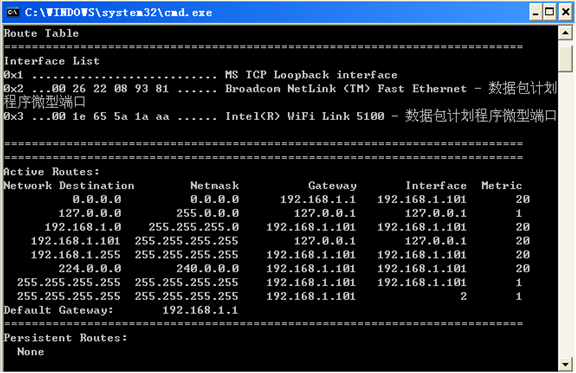 C:\WINDOWS\system32\cmd.exe
Route Table
===========================================================================
Interface List
0x1 ........................... MS TCP Loopback interface
0x2 ...00 26 22 08 93 81 ...... Broadcom NetLink (TM) Fast Ethernet - 数据包计划
程序微型端口
0x3 ...00 1e 65 5a 1a aa ...... Intel(R) WiFi Link 5100 - 数据包计划程序微型端口
===========================================================================
===========================================================================
Active Routes:
Network Destination        Netmask          Gateway       Interface  Metric
0.0.0.0          0.0.0.0      192.168.1.1   192.168.1.101       20
127.0.0.0        255.0.0.0        127.0.0.1       127.0.0.1       1
192.168.1.0    255.255.255.0    192.168.1.101   192.168.1.101       20
192.168.1.101  255.255.255.255        127.0.0.1       127.0.0.1       20
192.168.1.255  255.255.255.255    192.168.1.101   192.168.1.101       20
224.0.0.0        240.0.0.0    192.168.1.101   192.168.1.101       20
255.255.255.255  255.255.255.255    192.168.1.101   192.168.1.101       1
255.255.255.255  255.255.255.255    192.168.1.101               2       1
Default Gateway:       192.168.1.1
===========================================================================
Persistent Routes:
None